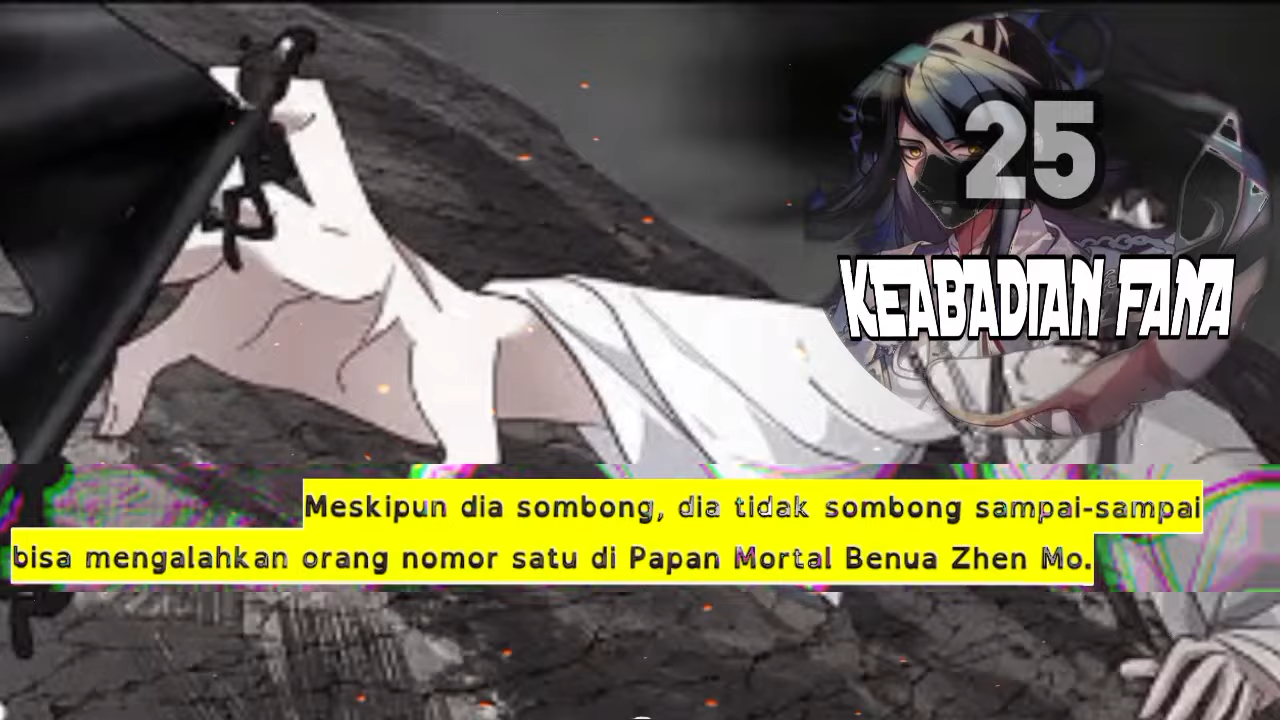 25
KEABADIAN FANA
Meskipun dia sombong, dia tidak sombong sampai-sampai
bisa mengalahkan orang nomor satu di Papan Mortal Benua Zhen Mo.